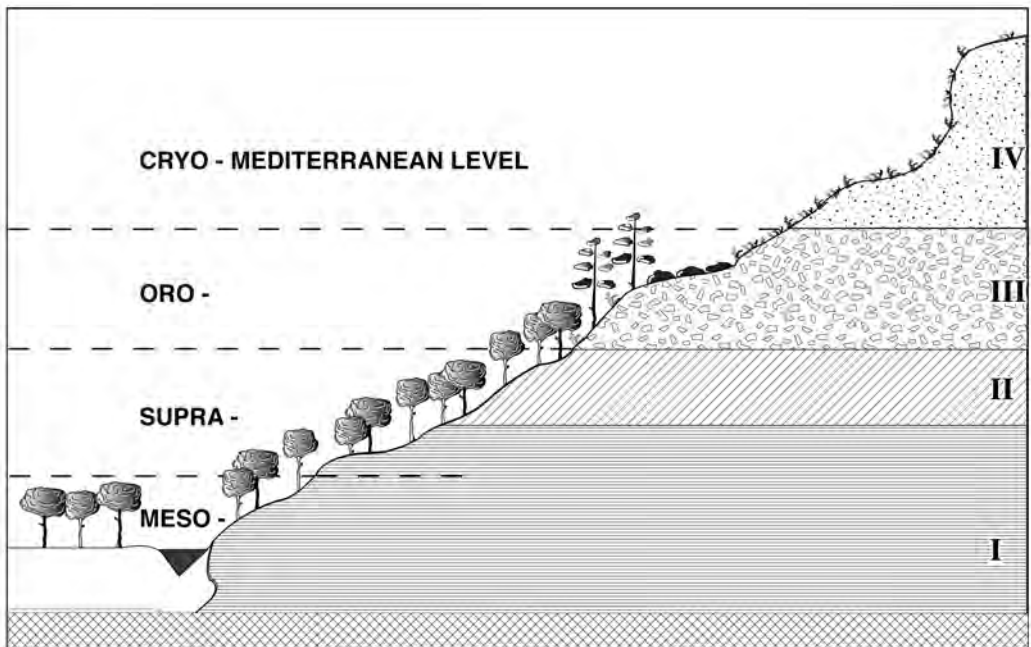 CRYO - MEDITERRANEAN LEVEL
IV
ORO -
III
II
SUPRA -
MESO -
I